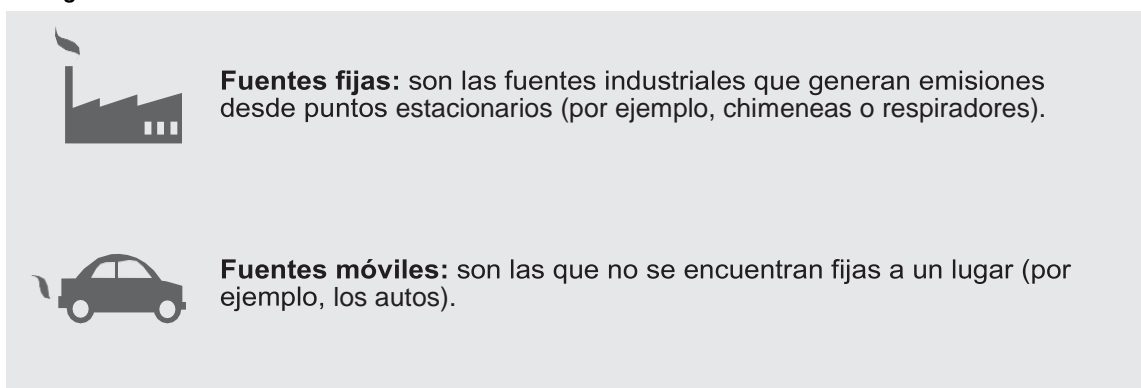 Fuentes fijas: son las fuentes industriales que generan emisiones
desde puntos estacionarios (por ejemplo, chimeneas o respiradores).
Fuentes móviles: son las que no se encuentran fijas a un lugar (por
ejemplo, los autos).